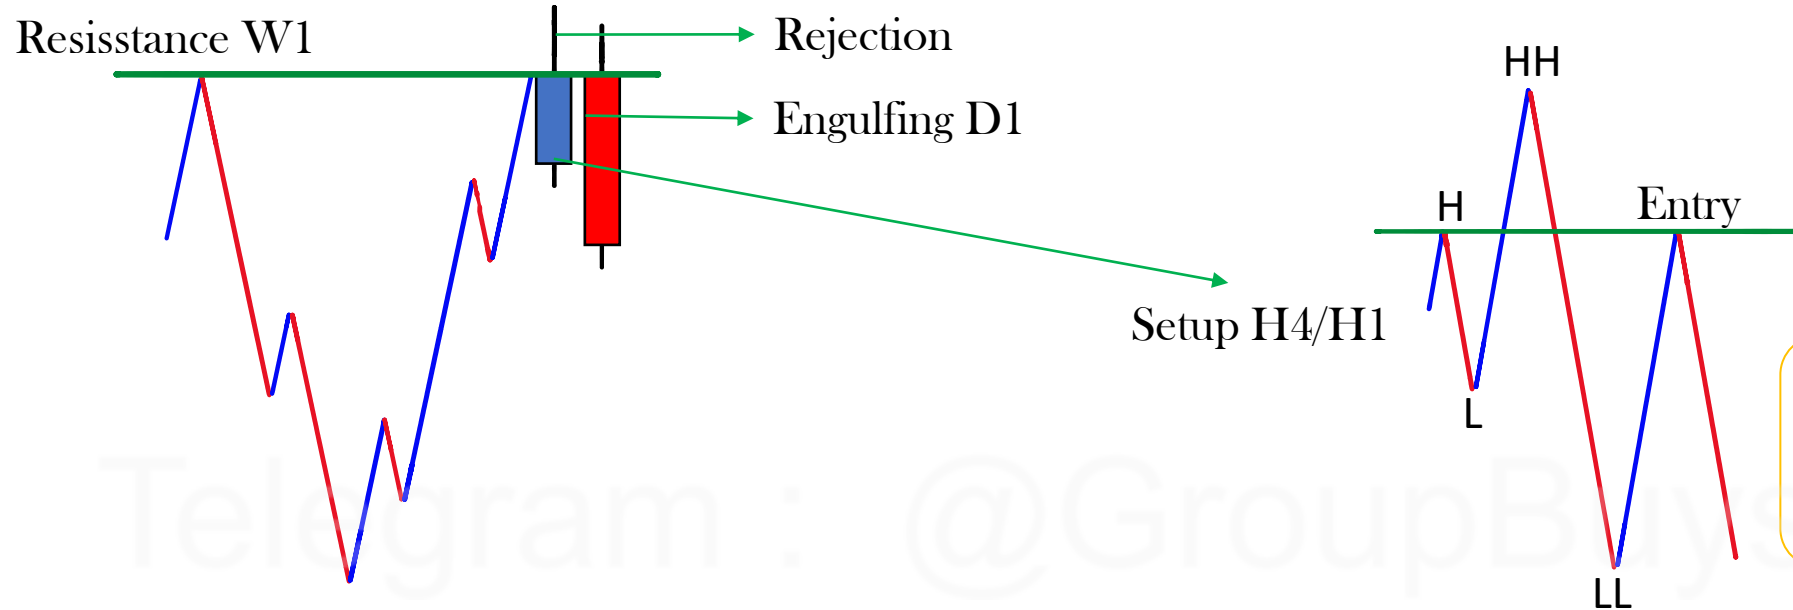 Resisstance W1
Rejection
Engulfing D1
Setup H4/H1
HH
H
Entry
L
LL
Telegram : @GroupBuys